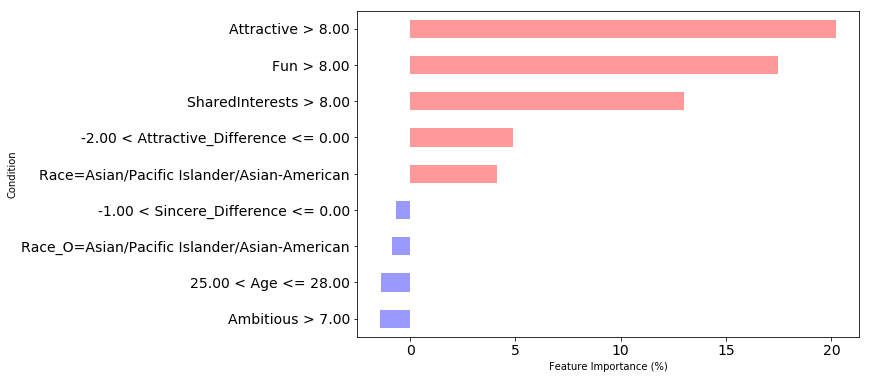 Attractive > 8.00
Fun > 8.00
SharedInterests > 8.00
-2.00 < Attractive_Difference <= 0.00
Race=Asian/Pacific Islander/Asian-American
-1.00 < Sincere_Difference <= 0.00
Race_O=Asian/Pacific Islander/Asian-American
25.00 < Age <= 28.00
Ambitious > 7.00
Condition
0 5 10 15 20
Feature Importance (%)